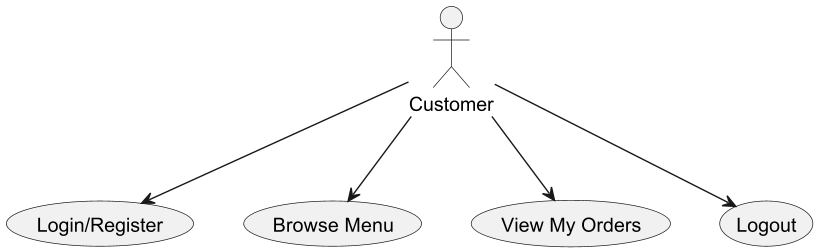 Customer
Login/Register
Browse Menu
View My Orders
Logout